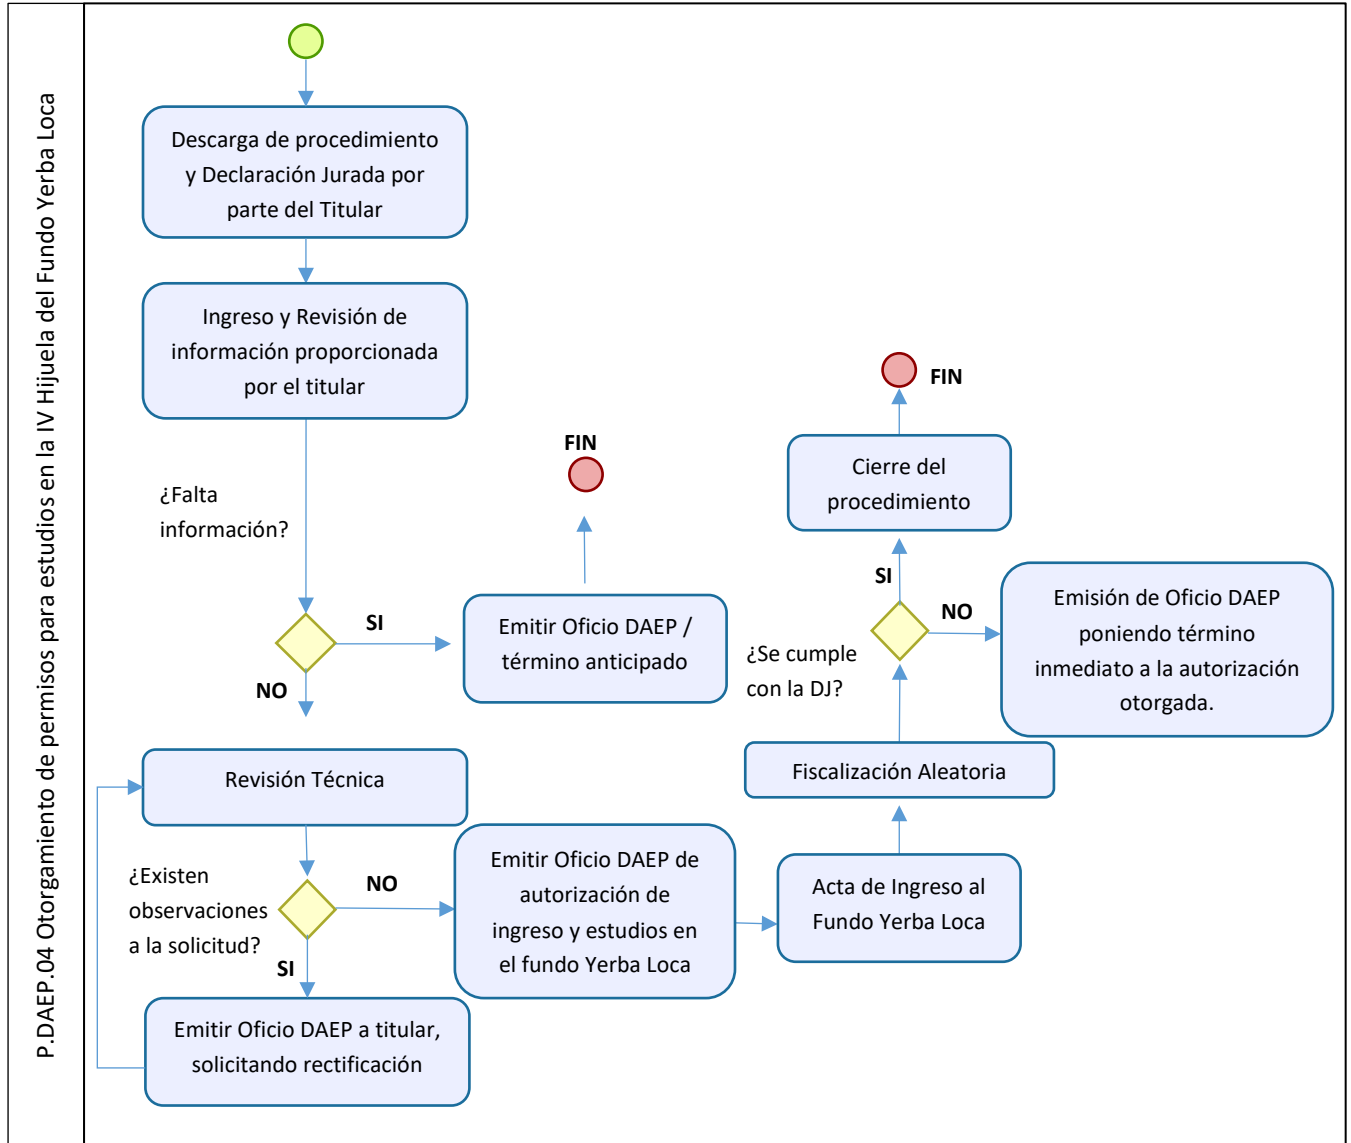 P.DAEP.04 Otorgamiento de permisos para estudios en la IV Hijuela del Fundo Yerba Loca
Descarga de procedimiento
y Declaración Jurada por
parte del Titular
Ingreso y Revisión de
información proporcionada
por el titular
¿Falta
información?
SI
NO
Emitir Oficio DAEP /
término anticipado
FIN
Revisión Técnica
¿Existen
observaciones
a la solicitud?
NO
SI
Emitir Oficio DAEP a titular,
solicitando rectificación
Emitir Oficio DAEP de
autorización de
ingreso y estudios en
el fundo Yerba Loca
Acta de Ingreso al
Fundo Yerba Loca
Fiscalización Aleatoria
¿Se cumple
con la DJ?
SI
NO
Emisión de Oficio DAEP
poniendo término
inmediato a la autorización
otorgada.
Cierre del
procedimiento
FIN